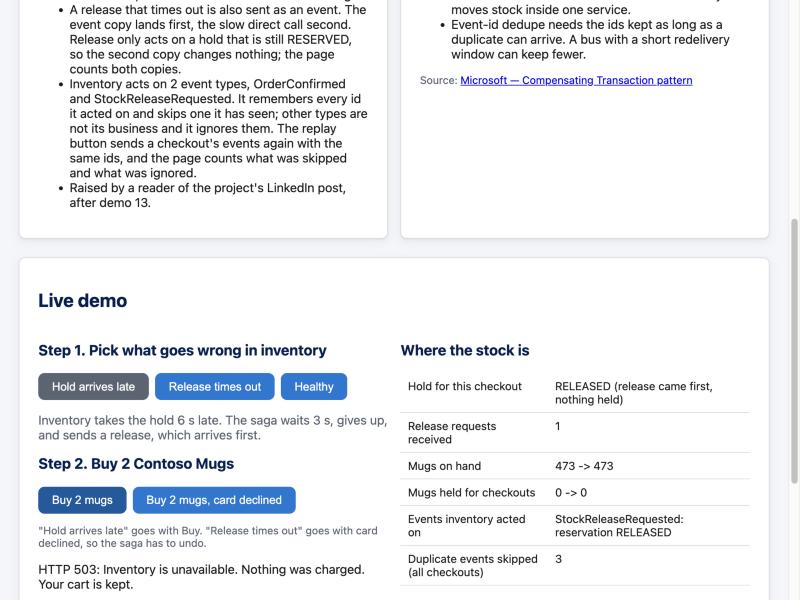 A release that times out is also sent as an event. The
event copy lands first, the slow direct call second.
Release only acts on a hold that is still RESERVED,
so the second copy changes nothing; the page
counts both copies.
Inventory acts on 2 event types, OrderConfirmed
and StockReleaseRequested. It remembers every id
it acted on and skips one it has seen; other types are
not its business and it ignores them. The replay
button sends a checkout's events again with the
same ids, and the page counts what was skipped
and what was ignored.
Raised by a reader of the project's LinkedIn post,
after demo 13.
moves stock inside one service.
Event-id dedupe needs the ids kept as long as a
duplicate can arrive. A bus with a short redelivery
window can keep fewer.
Source: Microsoft — Compensating Transaction pattern
Live demo
Step 1. Pick what goes wrong in inventory
Hold arrives late
Release times out
Healthy
Inventory takes the hold 6 s late. The saga waits 3 s, gives up,
and sends a release, which arrives first.
Step 2. Buy 2 Contoso Mugs
Buy 2 mugs
Buy 2 mugs, card declined
"Hold arrives late" goes with Buy. "Release times out" goes with card
declined, so the saga has to undo.
HTTP 503: Inventory is unavailable. Nothing was charged.
Your cart is kept.
Where the stock is
Hold for this checkout
RELEASED (release came first,
nothing held)
Release requests
received
1
Mugs on hand
473 -> 473
Mugs held for checkouts
0 -> 0
Events inventory acted
on
StockReleaseRequested:
reservation RELEASED
Duplicate events skipped
(all checkouts)
3